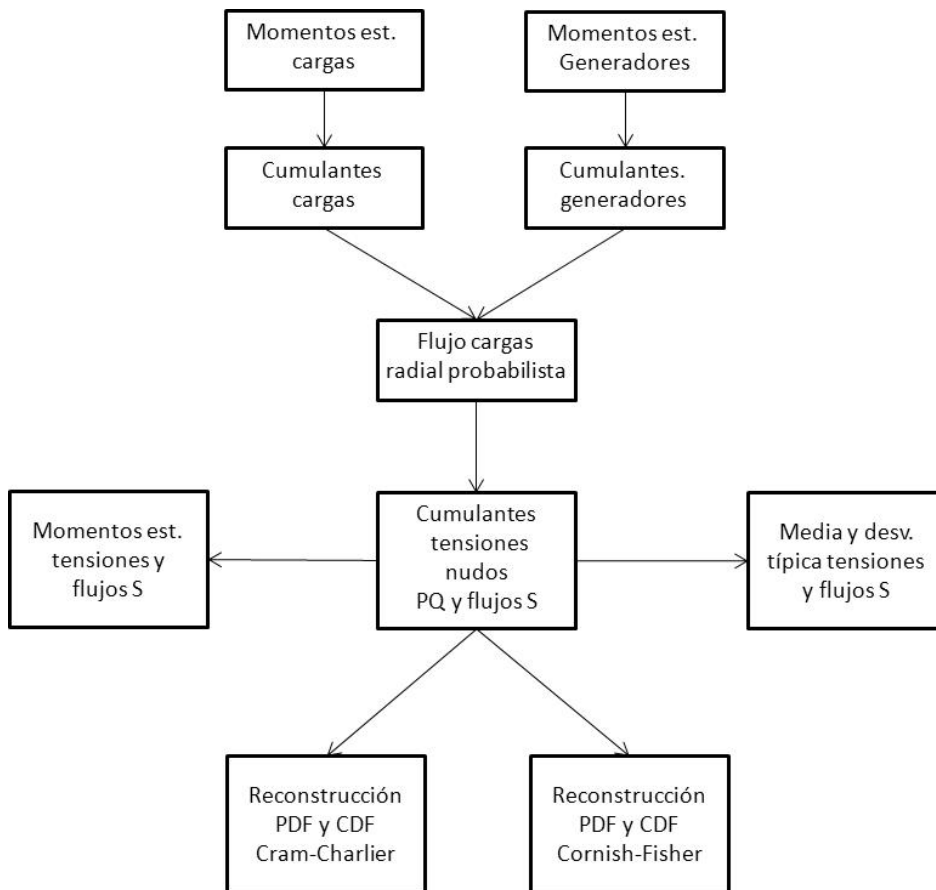 Momentos est.
cargas
Momentos est.
Generadores
Cumulantes
cargas
Cumulantes.
generadores
Flujo cargas
radial probabilista
Momentos est.
tensiones y
flujos S
Cumulantes
tensiones
nudos
PQ y flujos S
Media y desv.
típica tensiones
y flujos S
Reconstrucción
PDF y CDF
Cram-Charlier
Reconstrucción
PDF y CDF
Cornish-Fisher